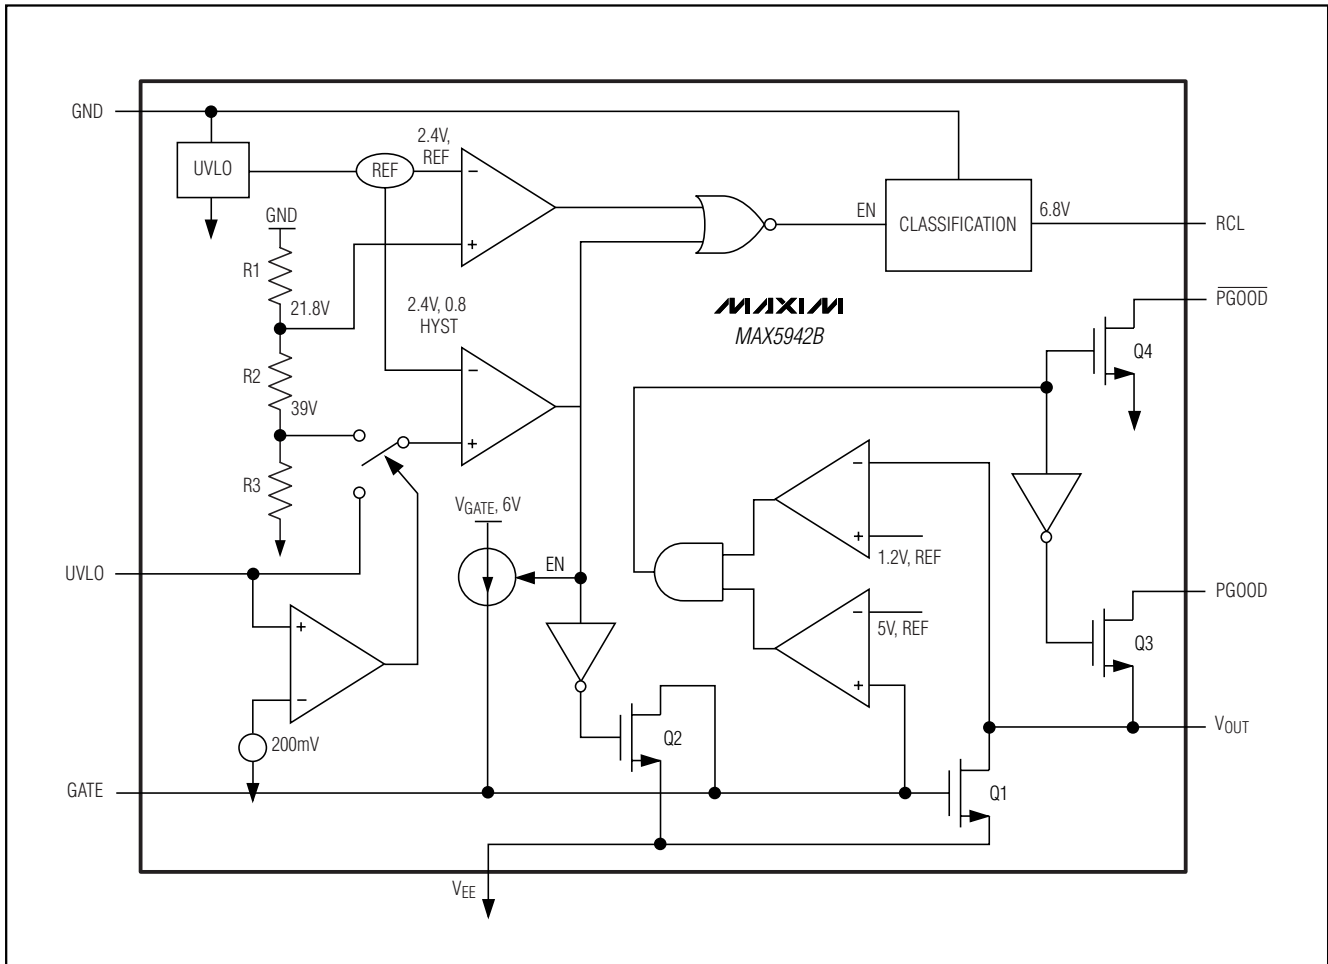 GND
UVLO
REF
2.4V,
REF
−
+
GND
R1
21.8V
R2
39V
R3
2.4V, 0.8
HYST
−
+
EN
CLASSIFICATION
6.8V
RCL
MAXIM
MAX5942B
PGOOD
Q4
−
+
1.2V, REF
−
5V, REF
+
PGOOD
Q3
VGATE, 6V
EN
UVLO
+
−
200mV
Q2
VOUT
GATE
Q1
VEE